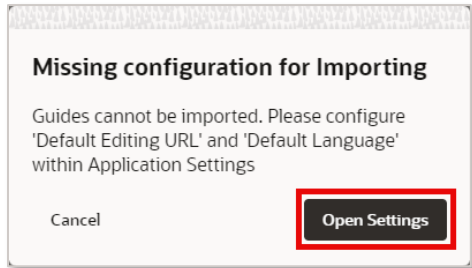 Missing configuration for Importing
Guides cannot be imported. Please configure
'Default Editing URL' and 'Default Language'
within Application Settings
Cancel
Open Settings